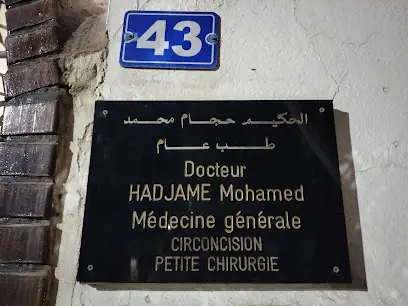 43
الحكيم حجام محمد
طب عام
Docteur
HADJAME Mohamed
Médecine générale
CIRCONCISION
PETITE CHIRURGIE